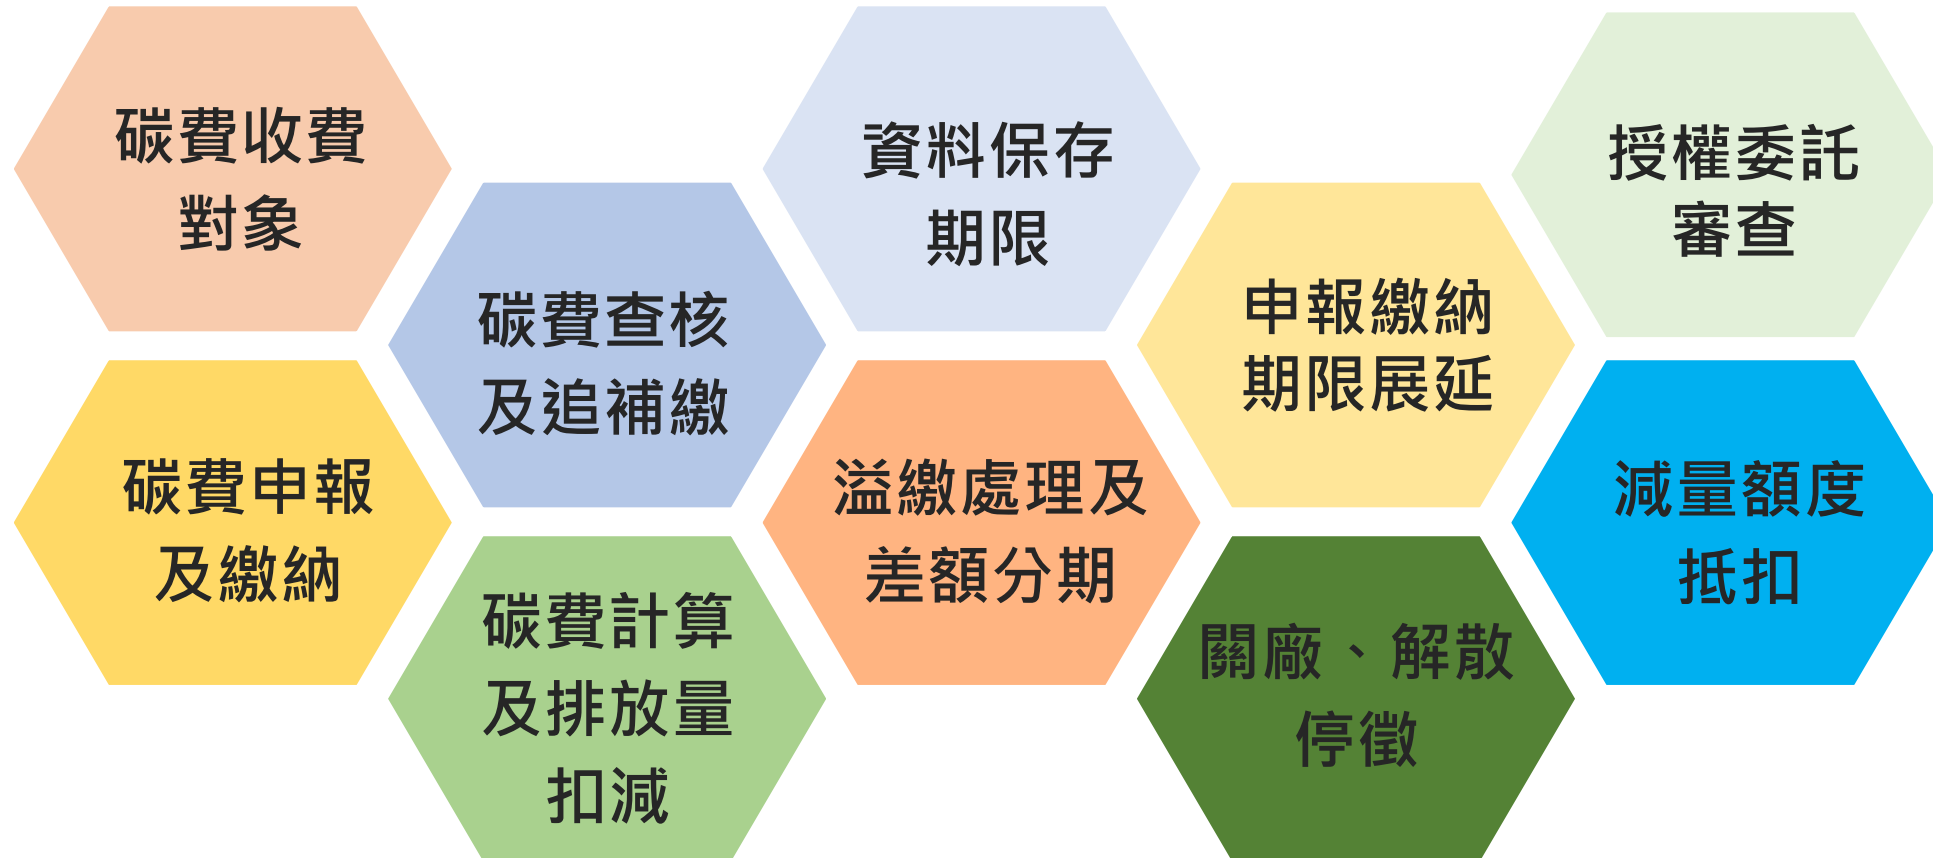 碳費收費
對象
碳費申報
及繳納
碳費查核
及追補繳
碳費計算
及排放量
扣減
資料保存
期限
溢繳處理及
差額分期
申報繳納
期限展延
關廠、解散
停徵
授權委託
審查
減量額度
抵扣